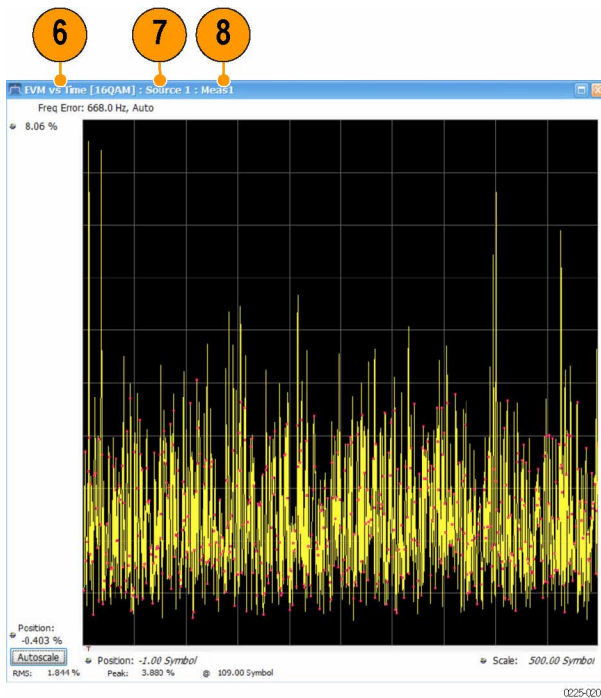 6 7 8
EVM vs Time [16QAM] : Source 1 : Meas1
Freq Error: 668.0 Hz, Auto
8.06 %
Position:
-0.403 %
Autoscale
Position: -1.00 Symbol
Scale: 500.00 Symbol
RMS: 1.844 % Peak: 3.880 % @ 109.00 Symbol
0225-020